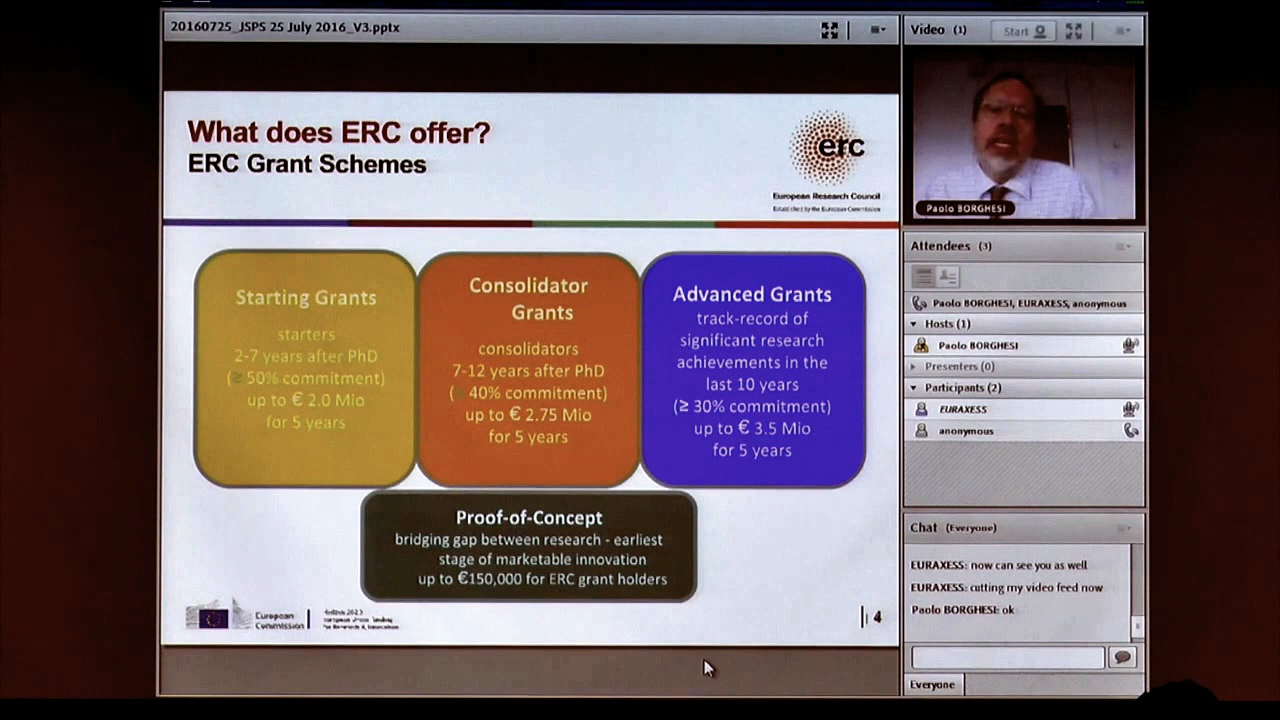 20160725_JSPS 25 July 2016_V3.pptx
What does ERC offer?
ERC Grant Schemes
erc
European Research Council
Established by the European Commission
Starting Grants
starters
2-7 years after PhD
(≥ 50% commitment)
up to € 2.0 Mio
for 5 years
Consolidator
Grants
consolidators
7-12 years after PhD
(≥ 40% commitment)
up to € 2.75 Mio
for 5 years
Advanced Grants
track-record of
significant research
achievements in the
last 10 years
(≥ 30% commitment)
up to € 3.5 Mio
for 5 years
Proof-of-Concept
bridging gap between research - earliest
stage of marketable innovation
up to €150,000 for ERC grant holders
European
Commission
4
Video (1)
Start
Paolo BORGHESI
Attendees (3)
Paolo BORGHESI, EURAXESS, anonymous
Hosts (1)
Paolo BORGHESI
Presenters (0)
Participants (2)
EURAXESS
anonymous
Chat (Everyone)
EURAXESS: now can see you as well
EURAXESS: cutting my video feed now
Paolo BORGHESI: ok
Everyone